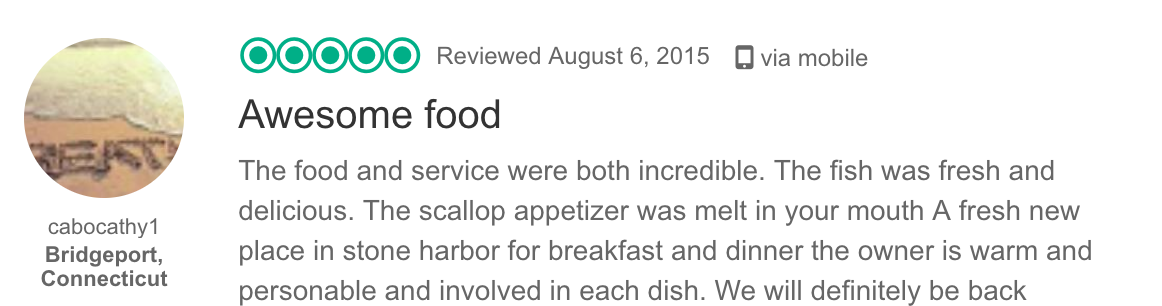 Reviewed August 6, 2015 via mobile
Awesome food
The food and service were both incredible. The fish was fresh and
delicious. The scallop appetizer was melt in your mouth A fresh new
place in stone harbor for breakfast and dinner the owner is warm and
personable and involved in each dish. We will definitely be back
cabocathy1
Bridgeport,
Connecticut